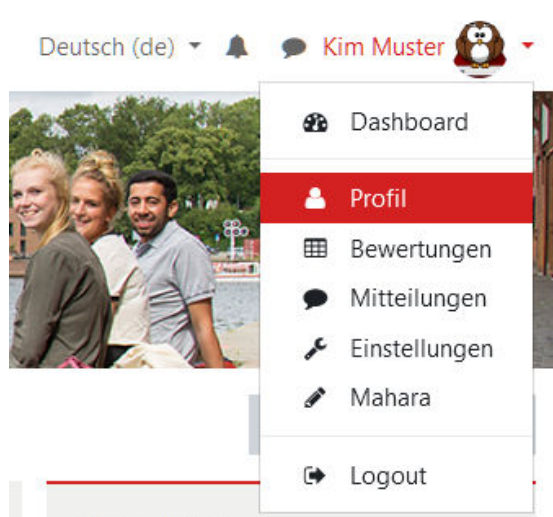 Deutsch (de) Kim Muster
Dashboard
Profil
Bewertungen
Mitteilungen
Einstellungen
Mahara
Logout